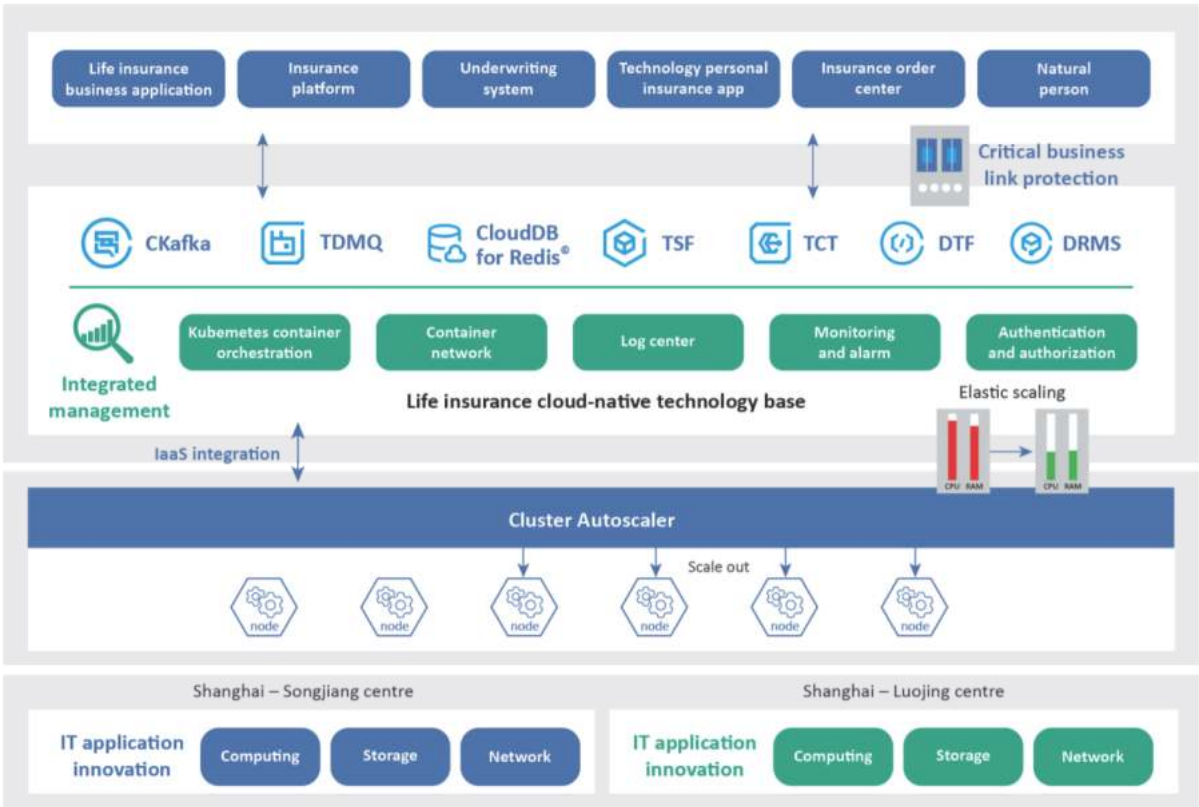 Life insurance
business application
Insurance
platform
Underwriting
system
Technology personal
insurance app
Insurance order
center
Natural
person
Critical business
link protection
CKafka
TDMQ
CloudDB
for Redis®
TSF
TCT
DTF
DRMS
Integrated
management
Kubemetes container
orchestration
Container
network
Log center
Monitoring
and alarm
Authentication
and authorization
Life insurance cloud-native technology base
Elastic scaling
CPU RAM
CPU RAM
IaaS integration
Cluster Autoscaler
Scale out
node
node
node
node
node
node
Shanghai – Songjiang centre
IT application
innovation
Computing
Storage
Network
Shanghai – Luojing centre
IT application
innovation
Computing
Storage
Network